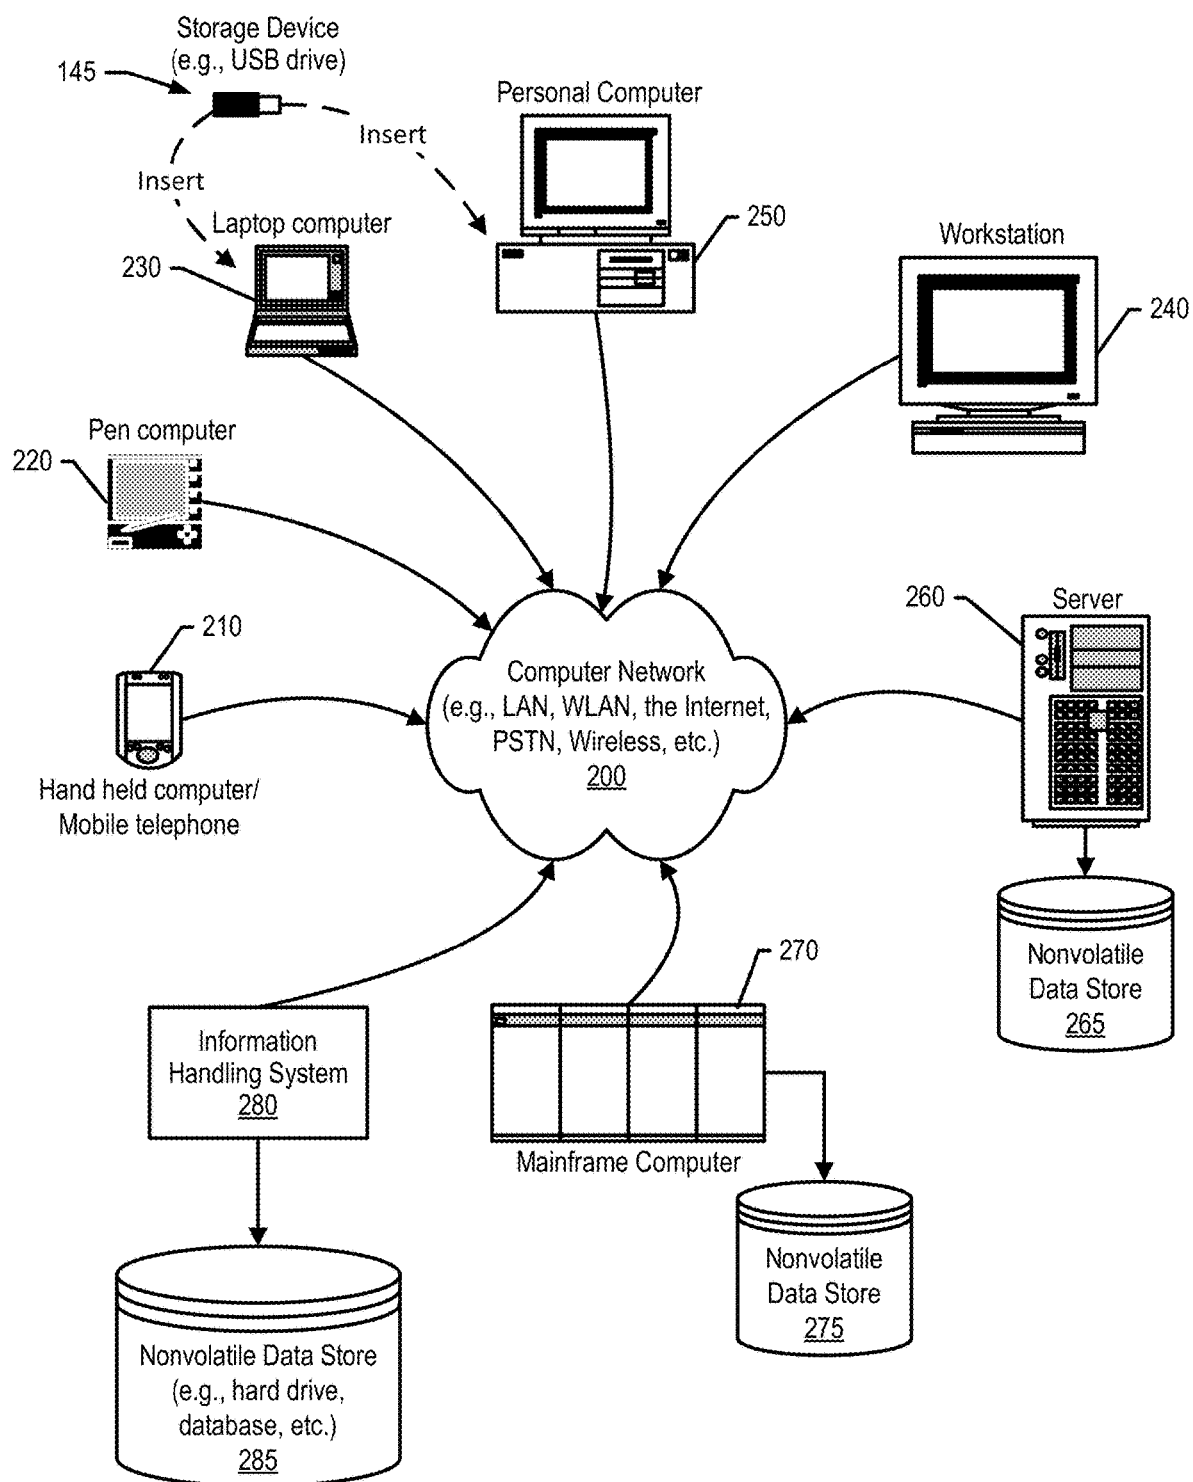 Storage Device
(e.g., USB drive)
145
Insert
Insert
Personal Computer
250
Laptop computer
230
Workstation
240
Pen computer
220
210
Hand held computer/
Mobile telephone
Computer Network
(e.g., LAN, WLAN, the Internet,
PSTN, Wireless, etc.)
200
260
Server
Nonvolatile
Data Store
265
270
Mainframe Computer
Information
Handling System
280
Nonvolatile
Data Store
275
Nonvolatile Data Store
(e.g., hard drive,
database, etc.)
285